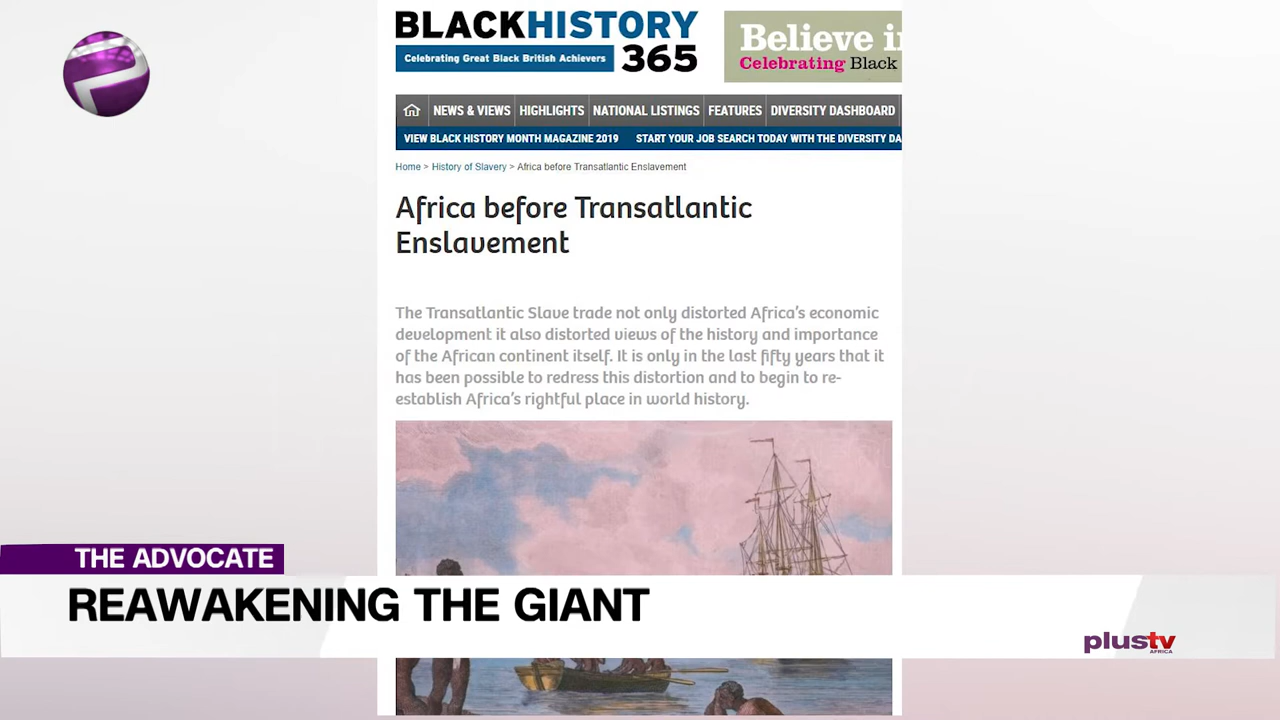 BLACKHISTORY
365
Celebrating Great Black British Achievers
Believe i
Celebrating Black
NEWS & VIEWS
HIGHLIGHTS
NATIONAL LISTINGS
FEATURES
DIVERSITY DASHBOARD
VIEW BLACK HISTORY MONTH MAGAZINE 2019
START YOUR JOB SEARCH TODAY WITH THE DIVERSITY DA
Home > History of Slavery > Africa before Transatlantic Enslavement
Africa before Transatlantic
Enslavement
The Transatlantic Slave trade not only distorted Africa's economic
development it also distorted views of the history and importance
of the African continent itself. It is only in the last fifty years that it
has been possible to redress this distortion and to begin to re-
establish Africa's rightful place in world history.
THE ADVOCATE
REAWAKENING THE GIANT
plustv
AFRICA